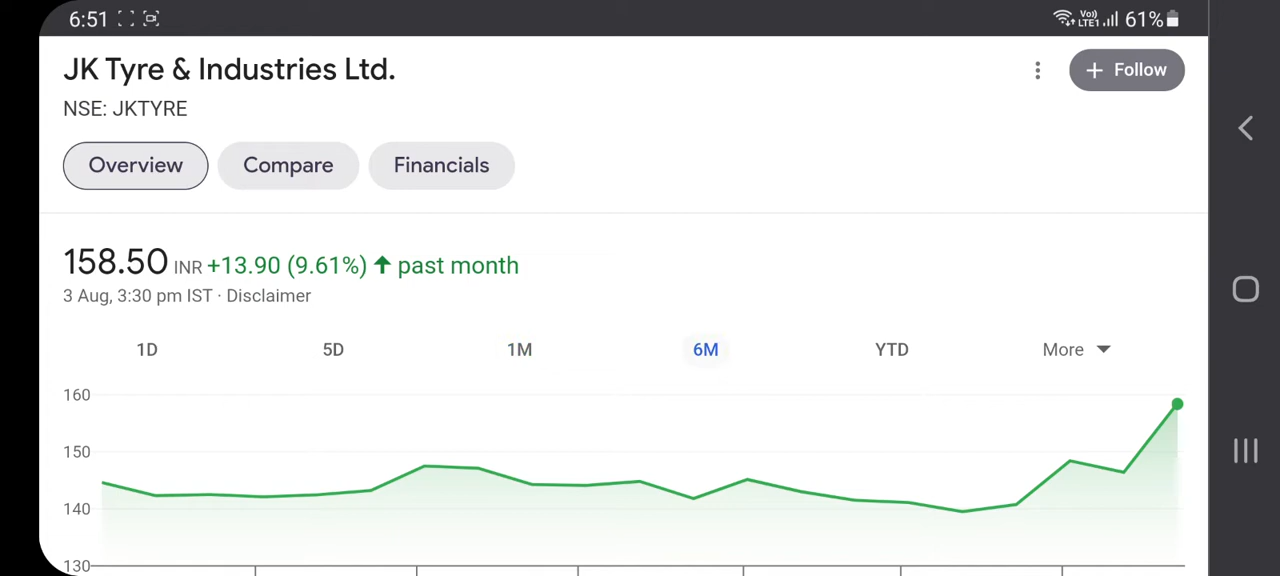 6:51 Vo) LTE1 61%
JK Tyre & Industries Ltd.
+ Follow
NSE: JKTYRE
Overview Compare Financials
158.50 INR +13.90 (9.61%) ↑ past month
3 Aug, 3:30 pm IST · Disclaimer
1D 5D 1M 6M YTD More
160
150
140
130